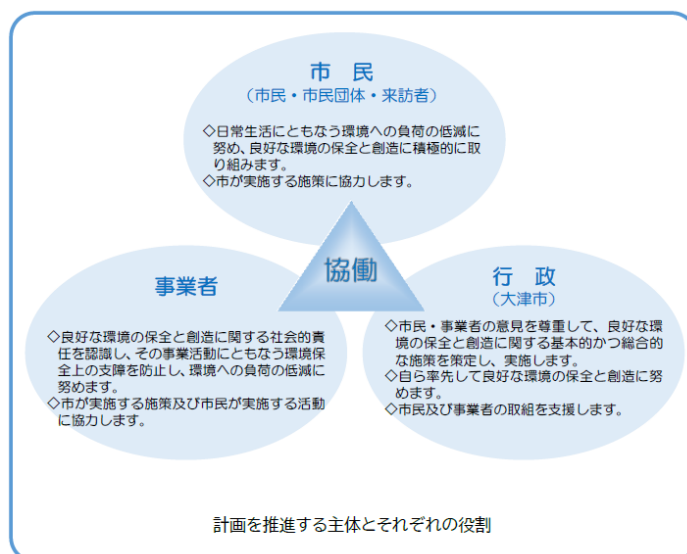 市　民
（市民・市民団体・来訪者）
◇日常生活にともなう環境への負荷の低減に
努め、良好な環境の保全と創造に積極的に取
り組みます。
◇市が実施する施策に協力します。
協働
事業者
◇良好な環境の保全と創造に関する社会的責
任を認識し、その事業活動にともなう環境保
全上の支障を防止し、環境への負荷の低減に
努めます。
◇市が実施する施策及び市民が実施する活動
に協力します。
行　政
（大津市）
◇市民・事業者の意見を尊重して、良好な環
境の保全と創造に関する基本的かつ総合的
な施策を策定し、実施します。
◇自ら率先して良好な環境の保全と創造に努
めます。
◇市民及び事業者の取組を支援します。
計画を推進する主体とそれぞれの役割